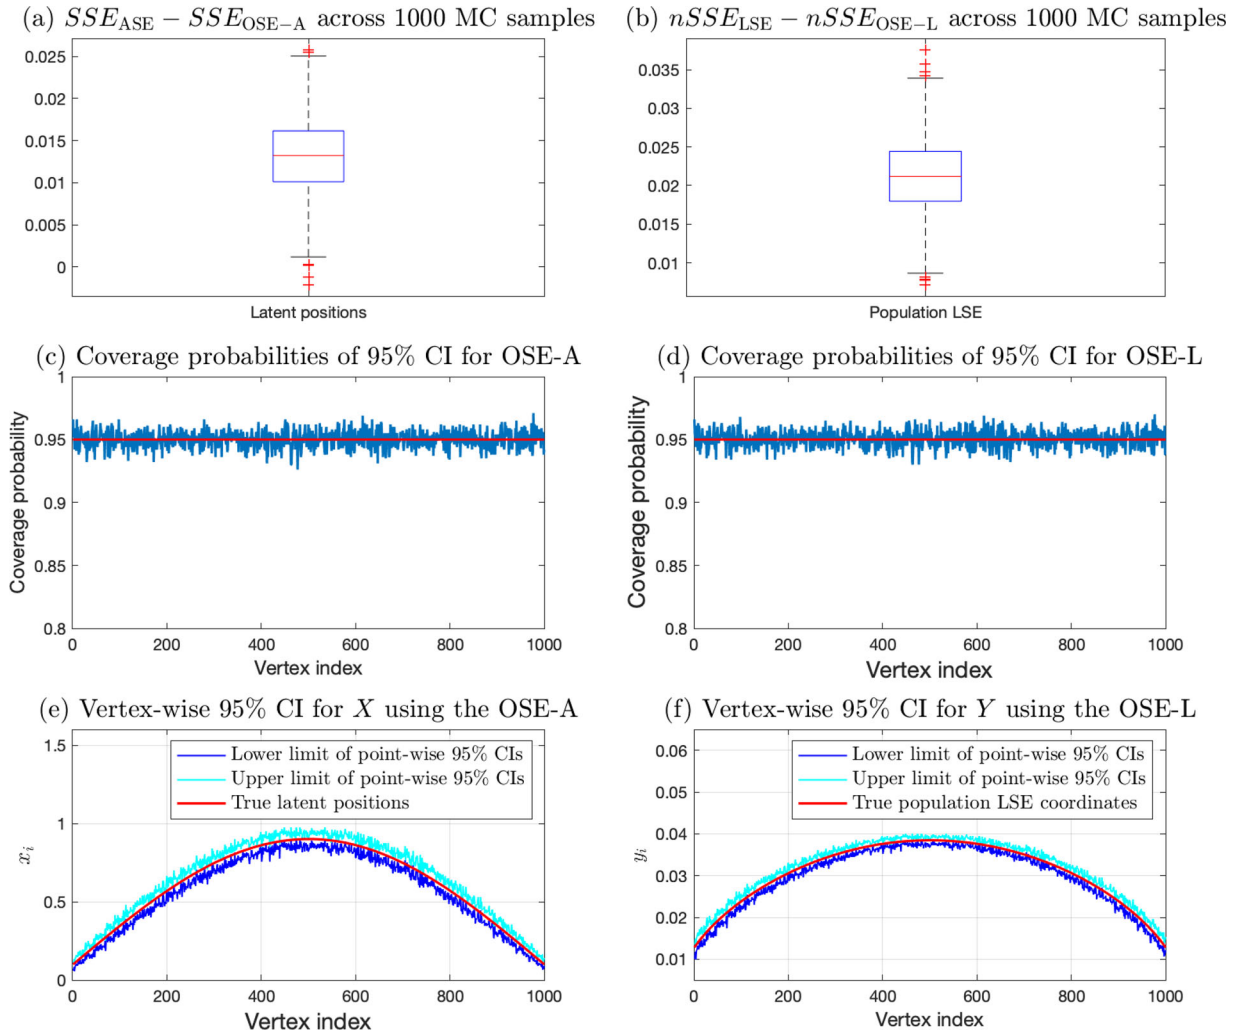 (a) SSE_ASE − SSE_OSE−A across 1000 MC samples
0.025
0.02
0.015
0.01
0.005
0
Latent positions
(b) nSSE_LSE − nSSE_OSE−L across 1000 MC samples
0.035
0.03
0.025
0.02
0.015
0.01
Population LSE
(c) Coverage probabilities of 95% CI for OSE-A
Coverage probability
1
0.95
0.9
0.85
0.8
0 200 400 600 800 1000
Vertex index
(d) Coverage probabilities of 95% CI for OSE-L
Coverage probability
1
0.95
0.9
0.85
0.8
0 200 400 600 800 1000
Vertex index
(e) Vertex-wise 95% CI for X using the OSE-A
Lower limit of point-wise 95% CIs
Upper limit of point-wise 95% CIs
True latent positions
x_i
1.5
1
0.5
0
0 200 400 600 800 1000
Vertex index
(f) Vertex-wise 95% CI for Y using the OSE-L
Lower limit of point-wise 95% CIs
Upper limit of point-wise 95% CIs
True population LSE coordinates
y_i
0.06
0.05
0.04
0.03
0.02
0.01
0 200 400 600 800 1000
Vertex index